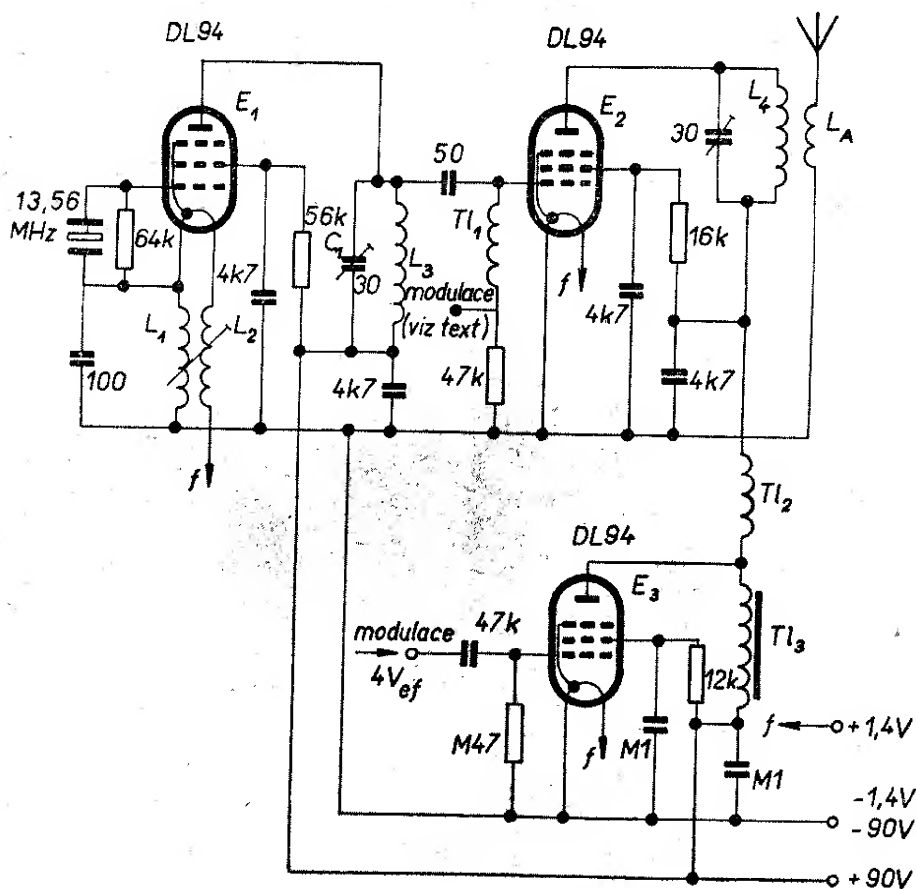 DL94
DL94
E1
E2
L4
LA
30
50
13,56
MHz
64k
56k
C1
30
L3
Tl1
16k
4k7
L1
L2
modulace
(viz text)
f
4k7
100
4k7
47k
4k7
f
Tl2
DL94
E3
modulace
47k
4Vef
12k
Tl3
M47
f
M1
f
+1,4V
M1
-1,4V
-90V
+90V